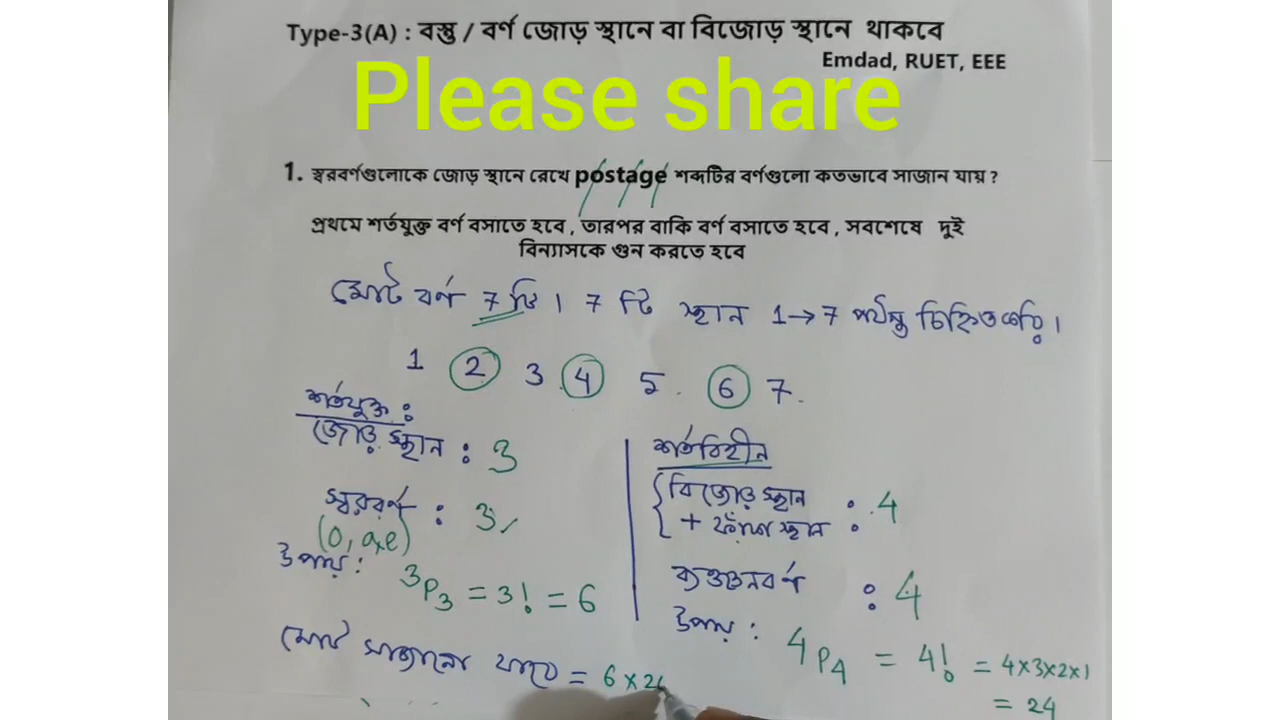 Type-3(A) : বস্তু / বর্ণ জোড় স্থানে বা বিজোড় স্থানে থাকবে
Emdad, RUET, EEE
Please share
1. স্বরবর্ণগুলোকে জোড় স্থানে রেখে postage শব্দটির বর্ণগুলো কতভাবে সাজান যায় ?
প্রথমে শর্তযুক্ত বর্ণ বসাতে হবে , তারপর বাকি বর্ণ বসাতে হবে , সবশেষে দুই
বিন্যাসকে গুন করতে হবে
মোট বর্ণ 7 টি । 7 টি স্থান 1→7 পর্যন্ত চিহ্নিত করি ।
1 2 3 4 5 6 7
শর্তযুক্ত :
জোড় স্থান : 3
স্বরবর্ণ : 3
(o, a, e)
উপায় : ³P₃ = 3! = 6
শর্তবিহীন
বিজোড় স্থান
+ ফাঁকা স্থান : 4
ব্যঞ্জনবর্ণ : 4
উপায় : ⁴P₄ = 4! = 4×3×2×1
= 24
মোট সাজানো যাবে = 6 × 24